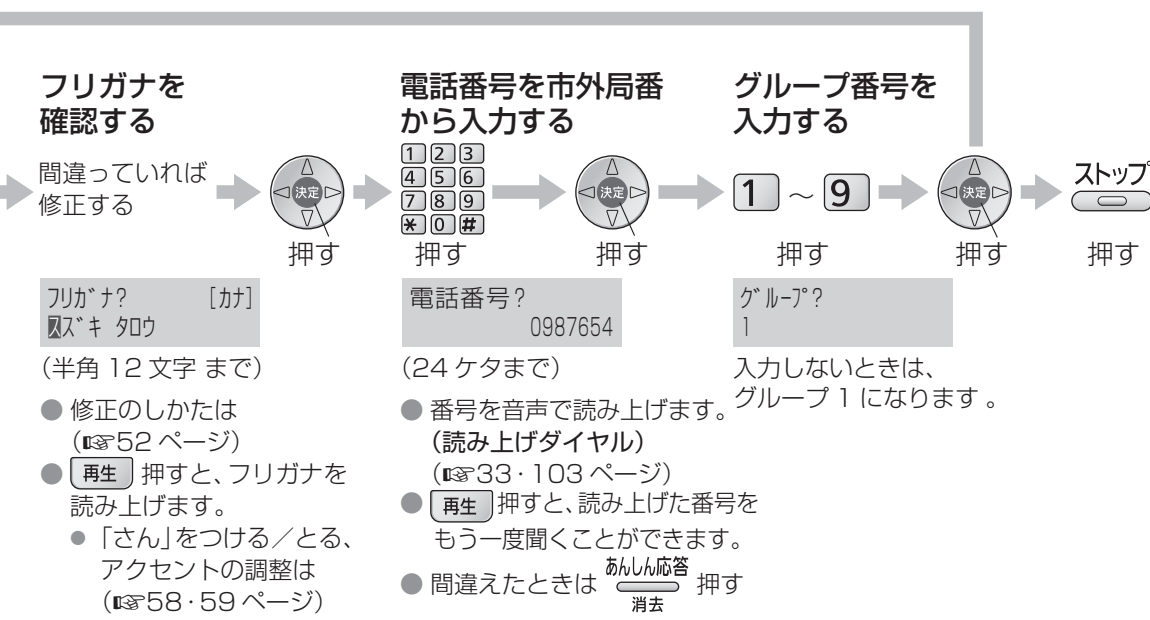 フリガナを
確認する
間違っていれば
修正する
決定
押す
フリガナ? [カナ]
スズキ タロウ
(半角 12 文字 まで)
● 修正のしかたは
(☞52 ページ)
● 再生 押すと、フリガナを
読み上げます。
● 「さん」をつける／とる、
アクセントの調整は
(☞58・59 ページ)
電話番号を市外局番
から入力する
1 2 3
4 5 6
7 8 9
* 0 #
押す
決定
押す
電話番号?
0987654
(24 ケタまで)
● 番号を音声で読み上げます。
(読み上げダイヤル)
(☞33・103 ページ)
● 再生 押すと、読み上げた番号を
もう一度聞くことができます。
● 間違えたときは あんしん応答 押す
消去
グループ番号を
入力する
1 ～ 9
押す
決定
押す
グループ?
1
入力しないときは、
グループ 1 になります 。
ストップ
押す